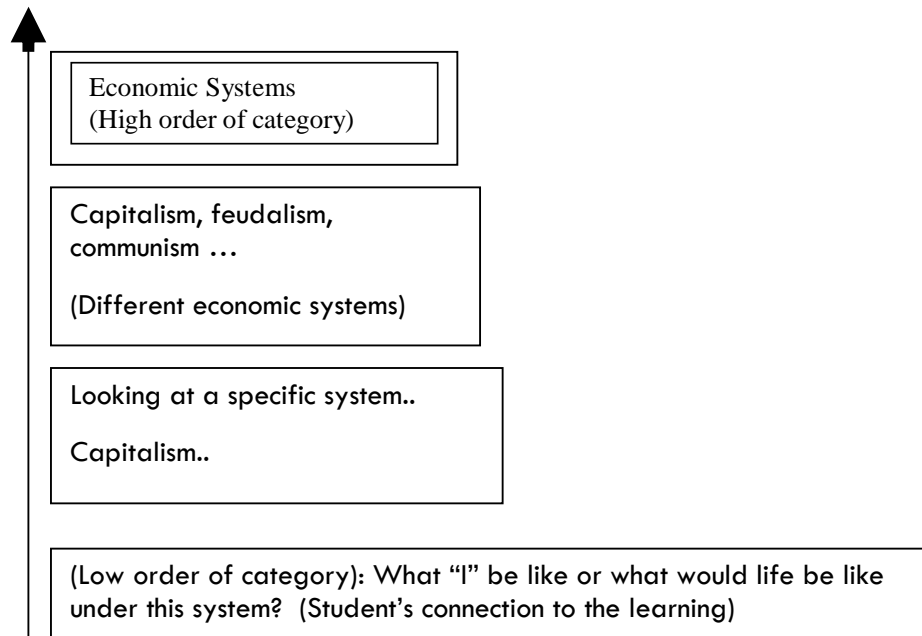 Economic Systems
(High order of category)
Capitalism, feudalism,
communism …
(Different economic systems)
Looking at a specific system..
Capitalism..
(Low order of category): What “I” be like or what would life be like
under this system?  (Student’s connection to the learning)